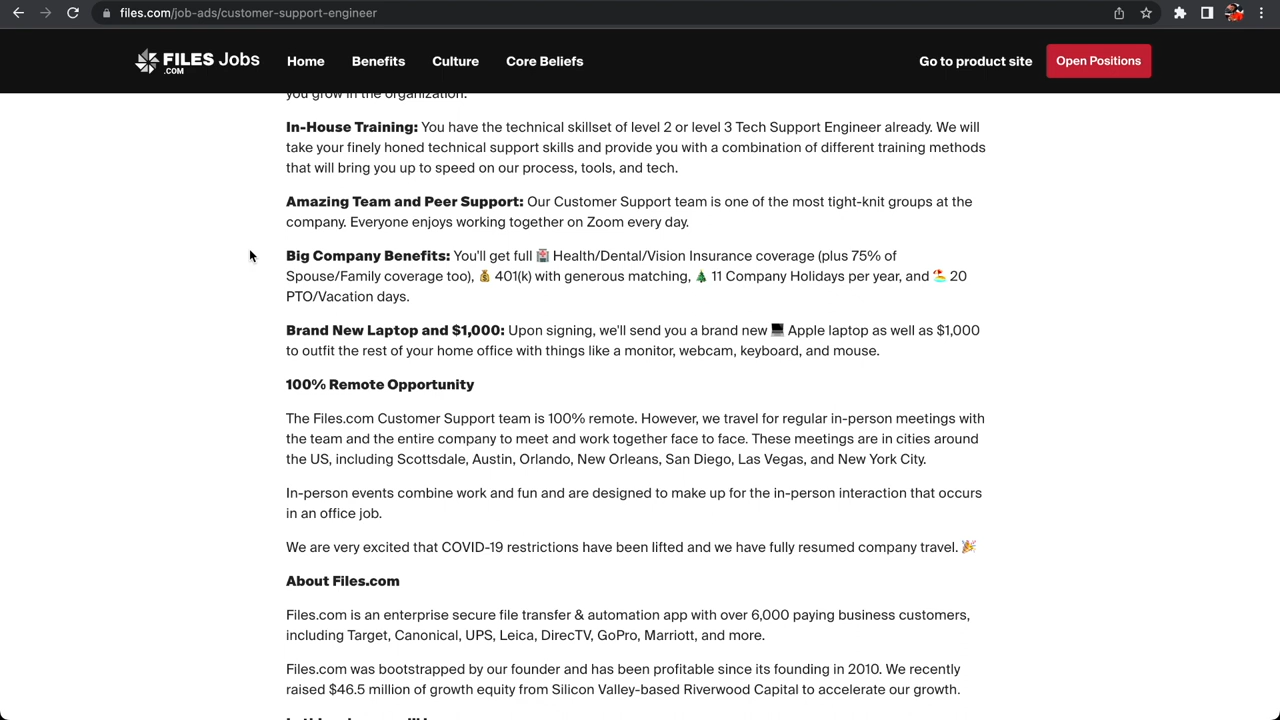 files.com/job-ads/customer-support-engineer
FILES Jobs
.COM
Home
Benefits
Culture
Core Beliefs
Go to product site
Open Positions
you grow in the organization.
In-House Training: You have the technical skillset of level 2 or level 3 Tech Support Engineer already. We will
take your finely honed technical support skills and provide you with a combination of different training methods
that will bring you up to speed on our process, tools, and tech.
Amazing Team and Peer Support: Our Customer Support team is one of the most tight-knit groups at the
company. Everyone enjoys working together on Zoom every day.
Big Company Benefits: You'll get full 🏥 Health/Dental/Vision Insurance coverage (plus 75% of
Spouse/Family coverage too), 💰 401(k) with generous matching, 🎄 11 Company Holidays per year, and 🏖 20
PTO/Vacation days.
Brand New Laptop and $1,000: Upon signing, we'll send you a brand new 💻 Apple laptop as well as $1,000
to outfit the rest of your home office with things like a monitor, webcam, keyboard, and mouse.
100% Remote Opportunity
The Files.com Customer Support team is 100% remote. However, we travel for regular in-person meetings with
the team and the entire company to meet and work together face to face. These meetings are in cities around
the US, including Scottsdale, Austin, Orlando, New Orleans, San Diego, Las Vegas, and New York City.
In-person events combine work and fun and are designed to make up for the in-person interaction that occurs
in an office job.
We are very excited that COVID-19 restrictions have been lifted and we have fully resumed company travel. 🎉
About Files.com
Files.com is an enterprise secure file transfer & automation app with over 6,000 paying business customers,
including Target, Canonical, UPS, Leica, DirecTV, GoPro, Marriott, and more.
Files.com was bootstrapped by our founder and has been profitable since its founding in 2010. We recently
raised $46.5 million of growth equity from Silicon Valley-based Riverwood Capital to accelerate our growth.